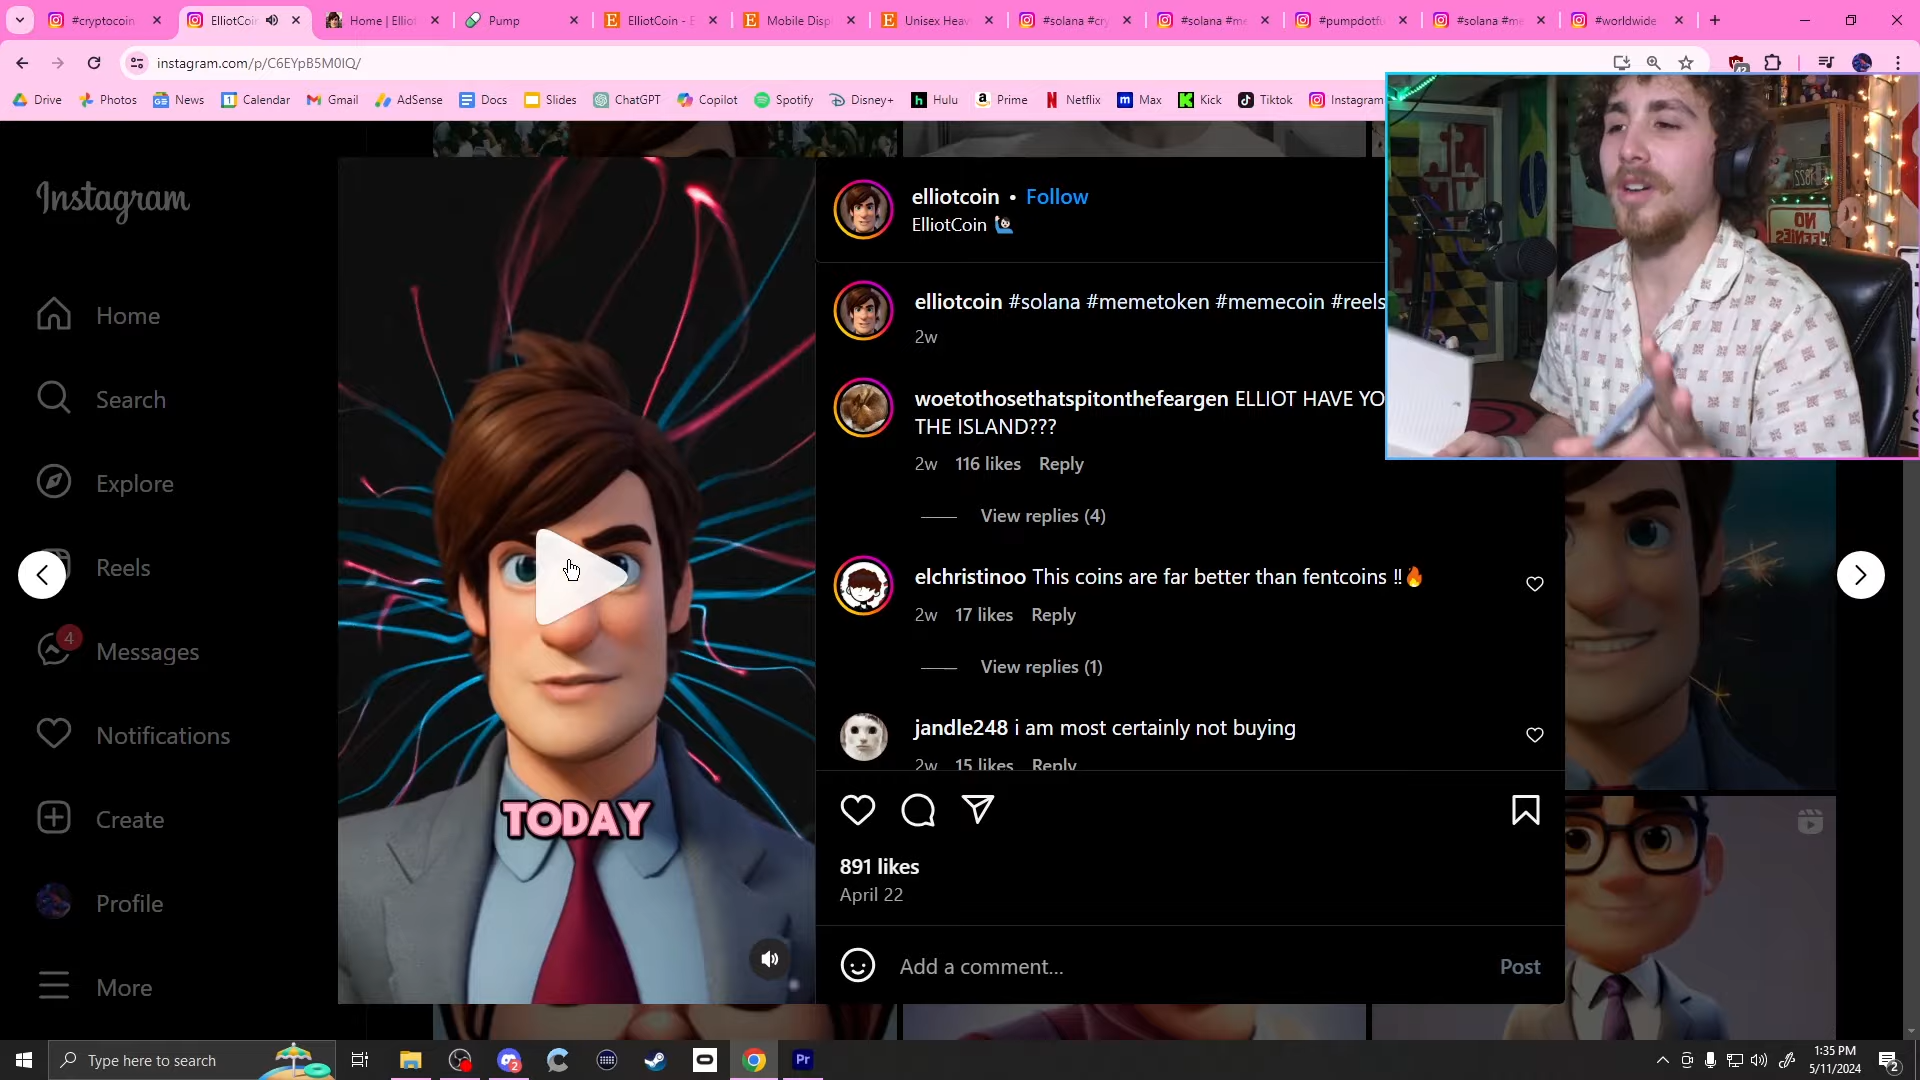 #cryptocoin
ElliotCoi
Home | Ellio
Pump
ElliotCoin - E
Mobile Disp
Unisex Heav
#solana #cry
#solana #me
#pumpdotfu
#solana #me
#worldwide
instagram.com/p/C6EYpB5M0IQ/
Drive
Photos
News
Calendar
Gmail
AdSense
Docs
Slides
ChatGPT
Copilot
Spotify
Disney+
Hulu
Prime
Netflix
Max
Kick
Tiktok
Instagram
Instagram
Home
Search
Explore
Reels
4
Messages
Notifications
Create
Profile
More
TODAY
elliotcoin • Follow
ElliotCoin
elliotcoin #solana #memetoken #memecoin #reels
2w
woetothosethatspitonthefeargen ELLIOT HAVE YO
THE ISLAND???
2w 116 likes Reply
View replies (4)
elchristinoo This coins are far better than fentcoins ‼️🔥
2w 17 likes Reply
View replies (1)
jandle248 i am most certainly not buying
2w 15 likes Reply
891 likes
April 22
Add a comment...
Post
NO
Type here to search
2
Pr
1:35 PM
5/11/2024
2